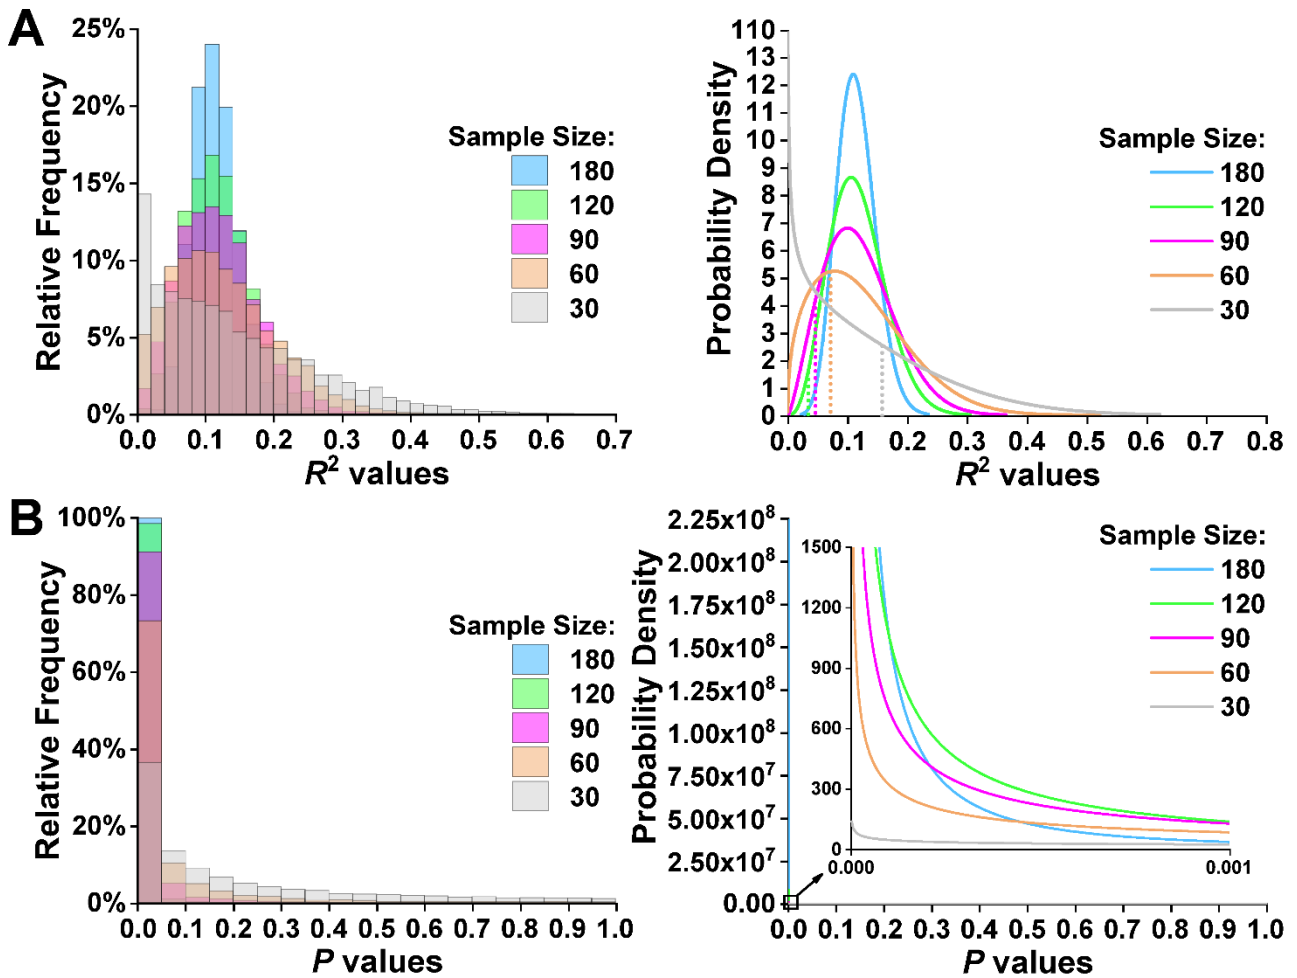 A
25%
20%
15%
10%
5%
0%
Relative Frequency
0.0 0.1 0.2 0.3 0.4 0.5 0.6 0.7
R² values
Sample Size:
180
120
90
60
30
110
13
12
11
10
9
8
7
6
5
4
3
2
1
0
Probability Density
0.0 0.1 0.2 0.3 0.4 0.5 0.6 0.7 0.8
R² values
Sample Size:
180
120
90
60
30
B
100%
80%
60%
40%
20%
0%
Relative Frequency
0.0 0.1 0.2 0.3 0.4 0.5 0.6 0.7 0.8 0.9 1.0
P values
Sample Size:
180
120
90
60
30
2.25x10⁸
2.00x10⁸
1.75x10⁸
1.50x10⁸
1.25x10⁸
1.00x10⁸
7.50x10⁷
5.00x10⁷
2.50x10⁷
0.00
Probability Density
1500
1200
900
600
300
0
0.000 0.001
0.0 0.1 0.2 0.3 0.4 0.5 0.6 0.7 0.8 0.9 1.0
P values
Sample Size:
180
120
90
60
30